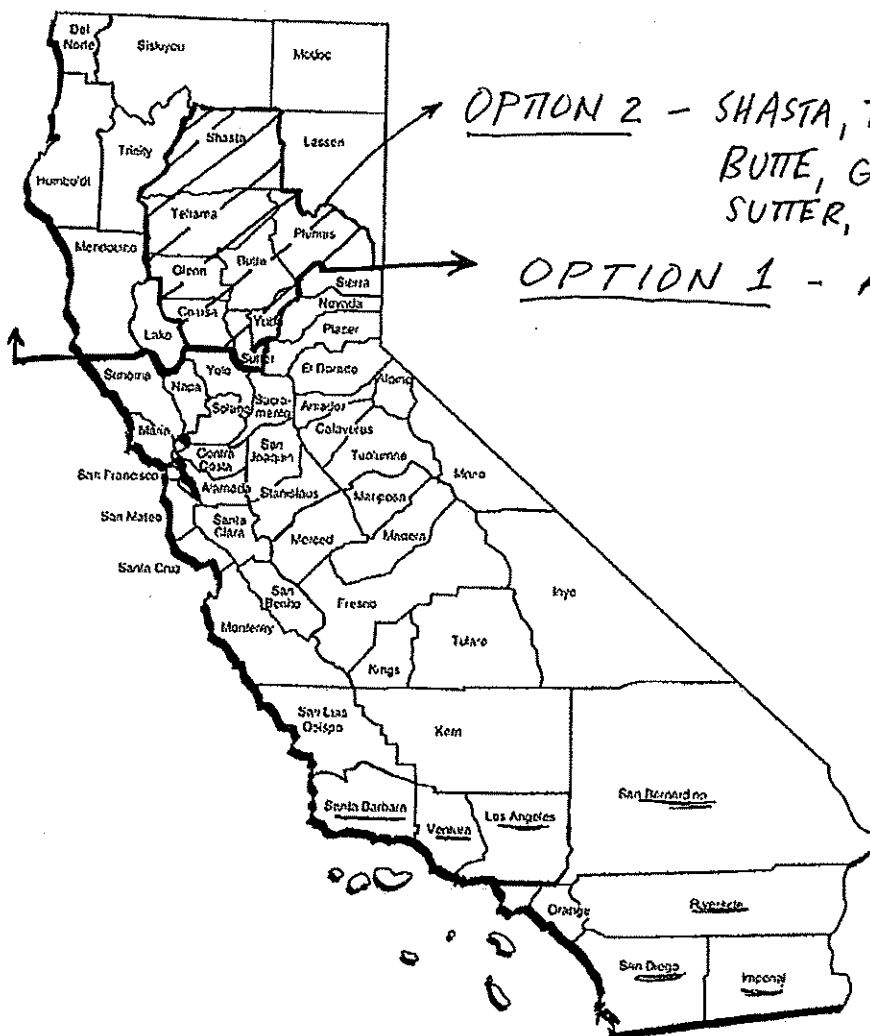 Del
Norte
Siskiyou
Modoc
OPTION 2 - SHASTA,
BUTTE,
SUTTER,
Shasta
Lassen
Trinity
Humboldt
Tehama
Plumas
Butte
Glenn
Mendocino
OPTION 1 -
Sierra
Nevada
Colusa
Yuba
Placer
Lake
Sutter
Yolo
El Dorado
Alpine
Sonoma
Napa
Sacra-
mento
Solano
Amador
Calaveras
Marin
Contra
Costa
San
Joaquin
Tuolumne
Mono
San Francisco
Alameda
Stanislaus
Mariposa
San Mateo
Santa
Clara
Merced
Madera
Santa Cruz
San
Benito
Fresno
Inyo
Monterey
Tulare
Kings
San Luis
Obispo
Kern
San Bernardino
Santa Barbara
Ventura
Los Angeles
Orange
Riverside
San Diego
Imperial